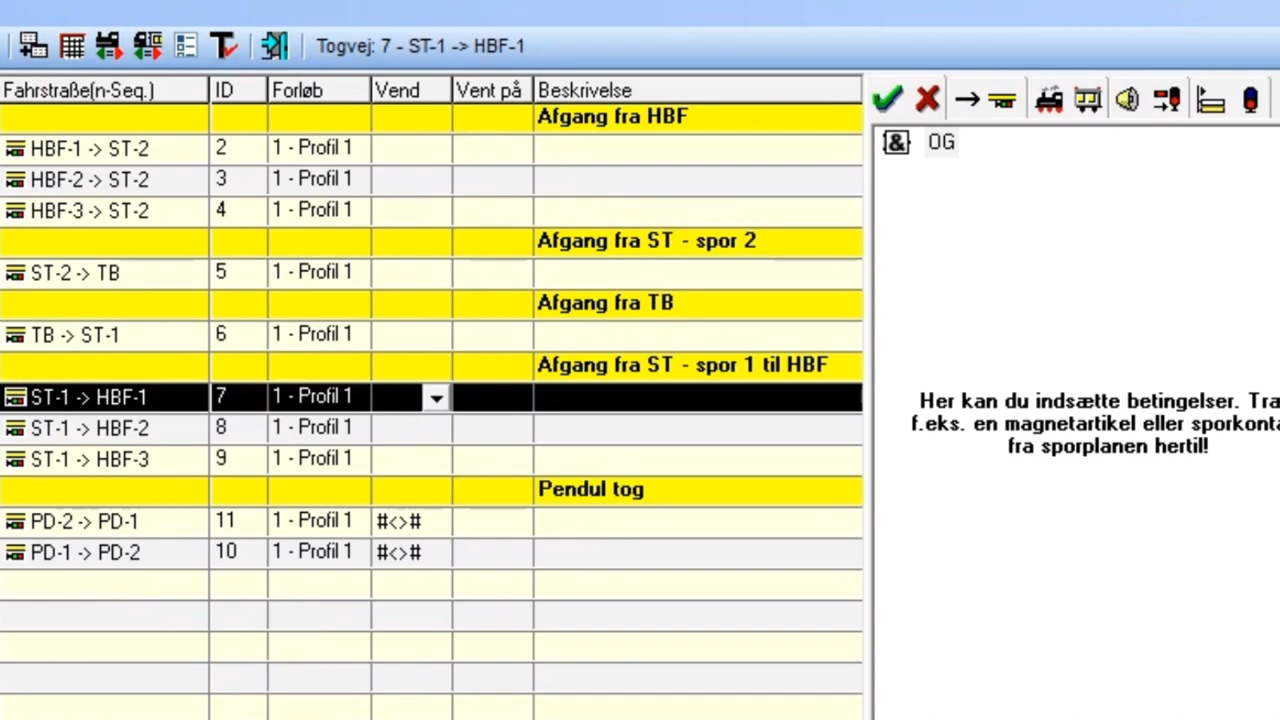 Togvej: 7 - ST-1 -> HBF-1
Fahrstraße(n-Seq.) ID Forløb Vend Vent på Beskrivelse
Afgang fra HBF
HBF-1 -> ST-2 2 1 - Profil 1
HBF-2 -> ST-2 3 1 - Profil 1
HBF-3 -> ST-2 4 1 - Profil 1
Afgang fra ST - spor 2
ST-2 -> TB 5 1 - Profil 1
Afgang fra TB
TB -> ST-1 6 1 - Profil 1
Afgang fra ST - spor 1 til HBF
ST-1 -> HBF-1 7 1 - Profil 1
ST-1 -> HBF-2 8 1 - Profil 1
ST-1 -> HBF-3 9 1 - Profil 1
Pendul tog
PD-2 -> PD-1 11 1 - Profil 1 #<>#
PD-1 -> PD-2 10 1 - Profil 1 #<>#
& OG
Her kan du indsætte betingelser.
f.eks. en magnetartikel eller
fra sporplanen hertil!